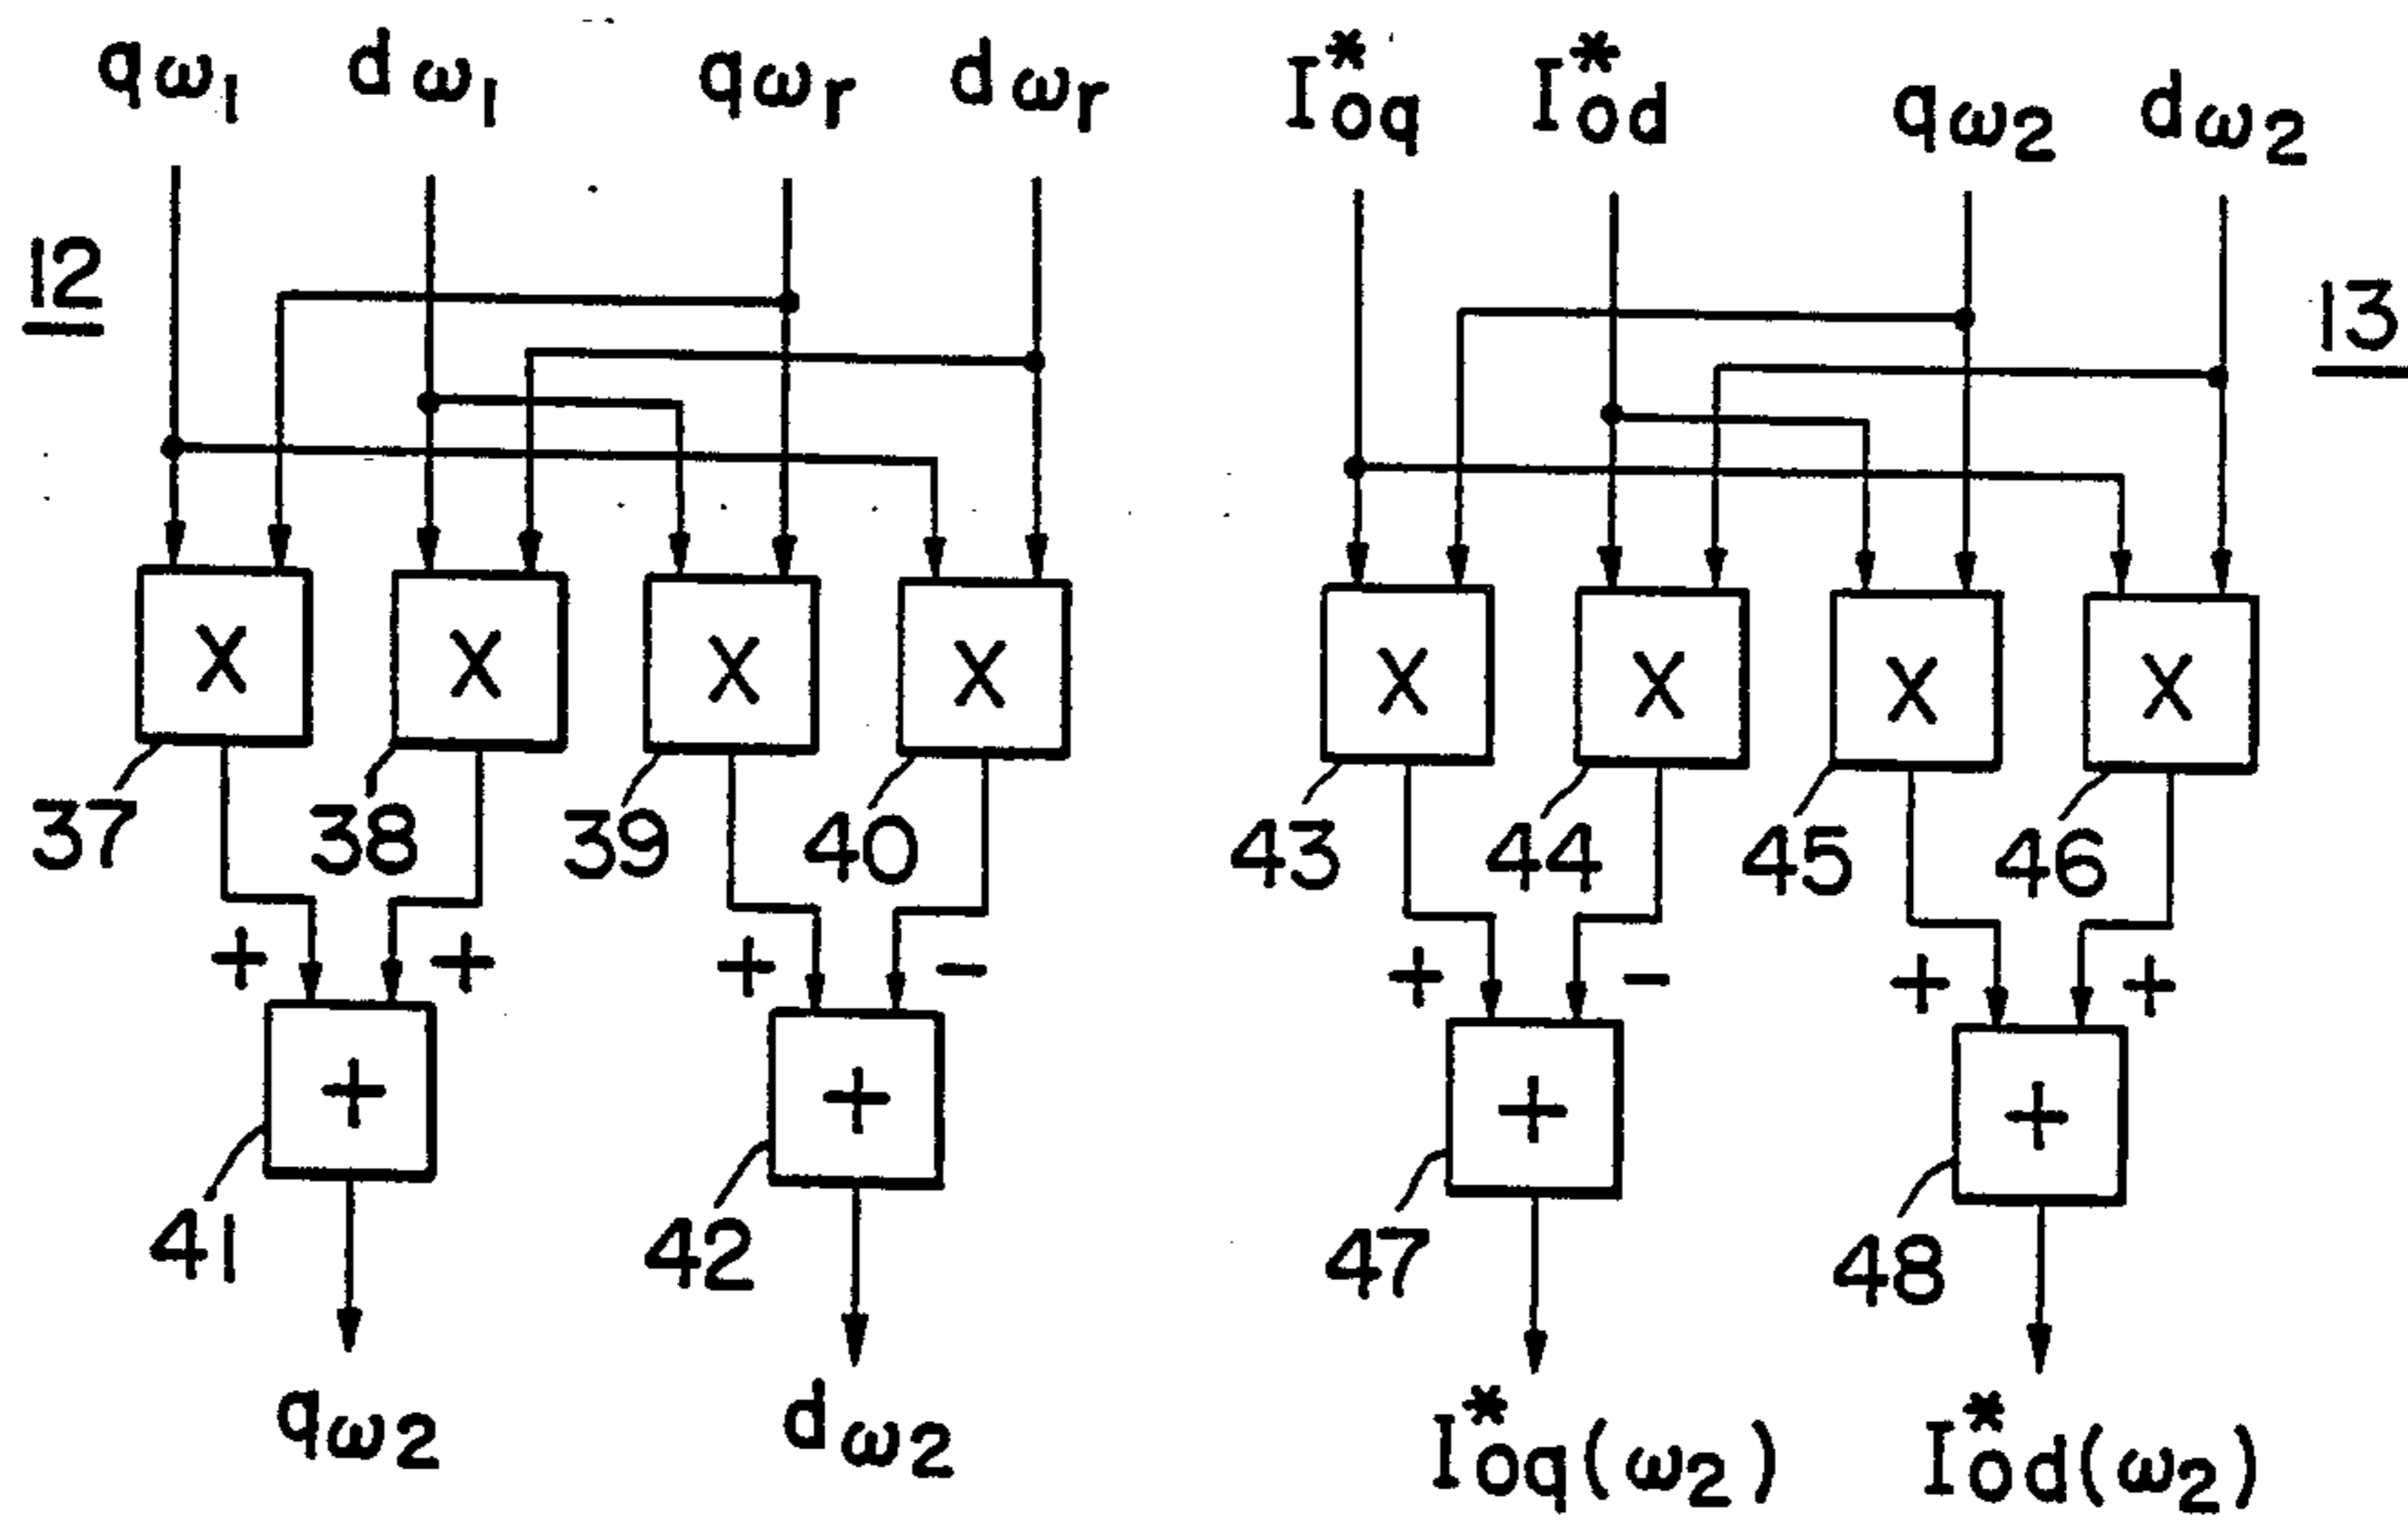 qω1 dω1 qωr dωr I*oq I*od qω2 dω2
12 13
X X X X X X X X
37 38 39 40 43 44 45 46
+ + + - + - + +
+ + + +
41 42 47 48
qω2 dω2 I*oq(ω2) I*od(ω2)